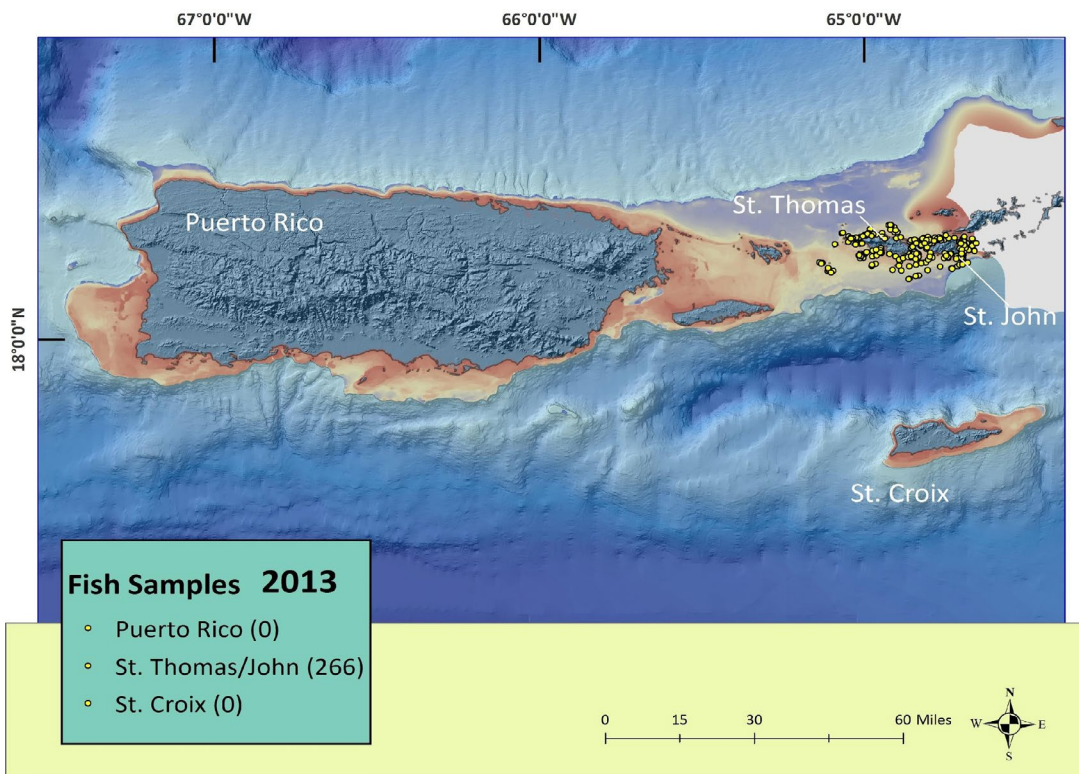 67°0'0"W
66°0'0"W
65°0'0"W
18°0'0"N
Puerto Rico
St. Thomas
St. John
St. Croix
Fish Samples 2013
Puerto Rico (0)
St. Thomas/John (266)
St. Croix (0)
0 15 30 60 Miles
N
W E
S